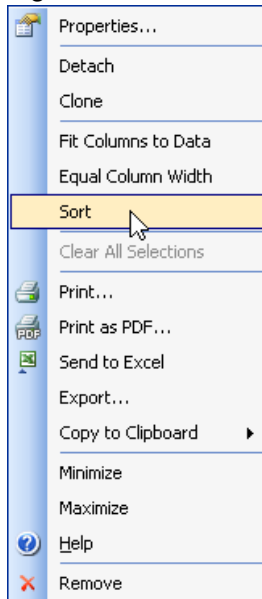 Properties...
Detach
Clone
Fit Columns to Data
Equal Column Width
Sort
Clear All Selections
Print...
PDF Print as PDF...
Send to Excel
Export...
Copy to Clipboard
Minimize
Maximize
Help
Remove